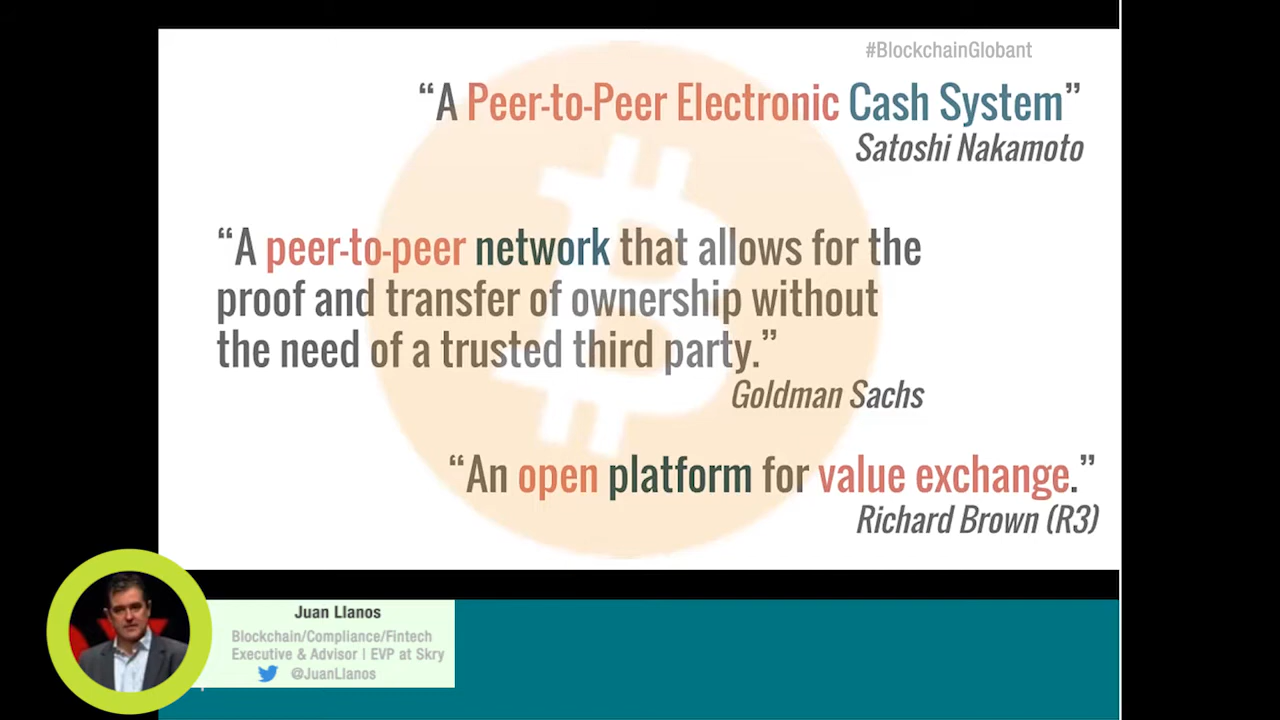 #BlockchainGlobant
“A Peer-to-Peer Electronic Cash System”
Satoshi Nakamoto
“A peer-to-peer network that allows for the
proof and transfer of ownership without
the need of a trusted third party.”
Goldman Sachs
“An open platform for value exchange.”
Richard Brown (R3)
Juan Llanos
Blockchain/Compliance/Fintech
Executive & Advisor | EVP at Skry
@JuanLlanos